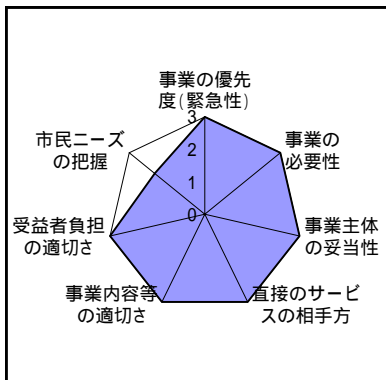 事業の優先
度(緊急性)
事業の
必要性
事業主体
の妥当性
直接のサービ
スの相手方
事業内容等
の適切さ
受益者負担
の適切さ
市民ニーズ
の把握
3
2
1
0